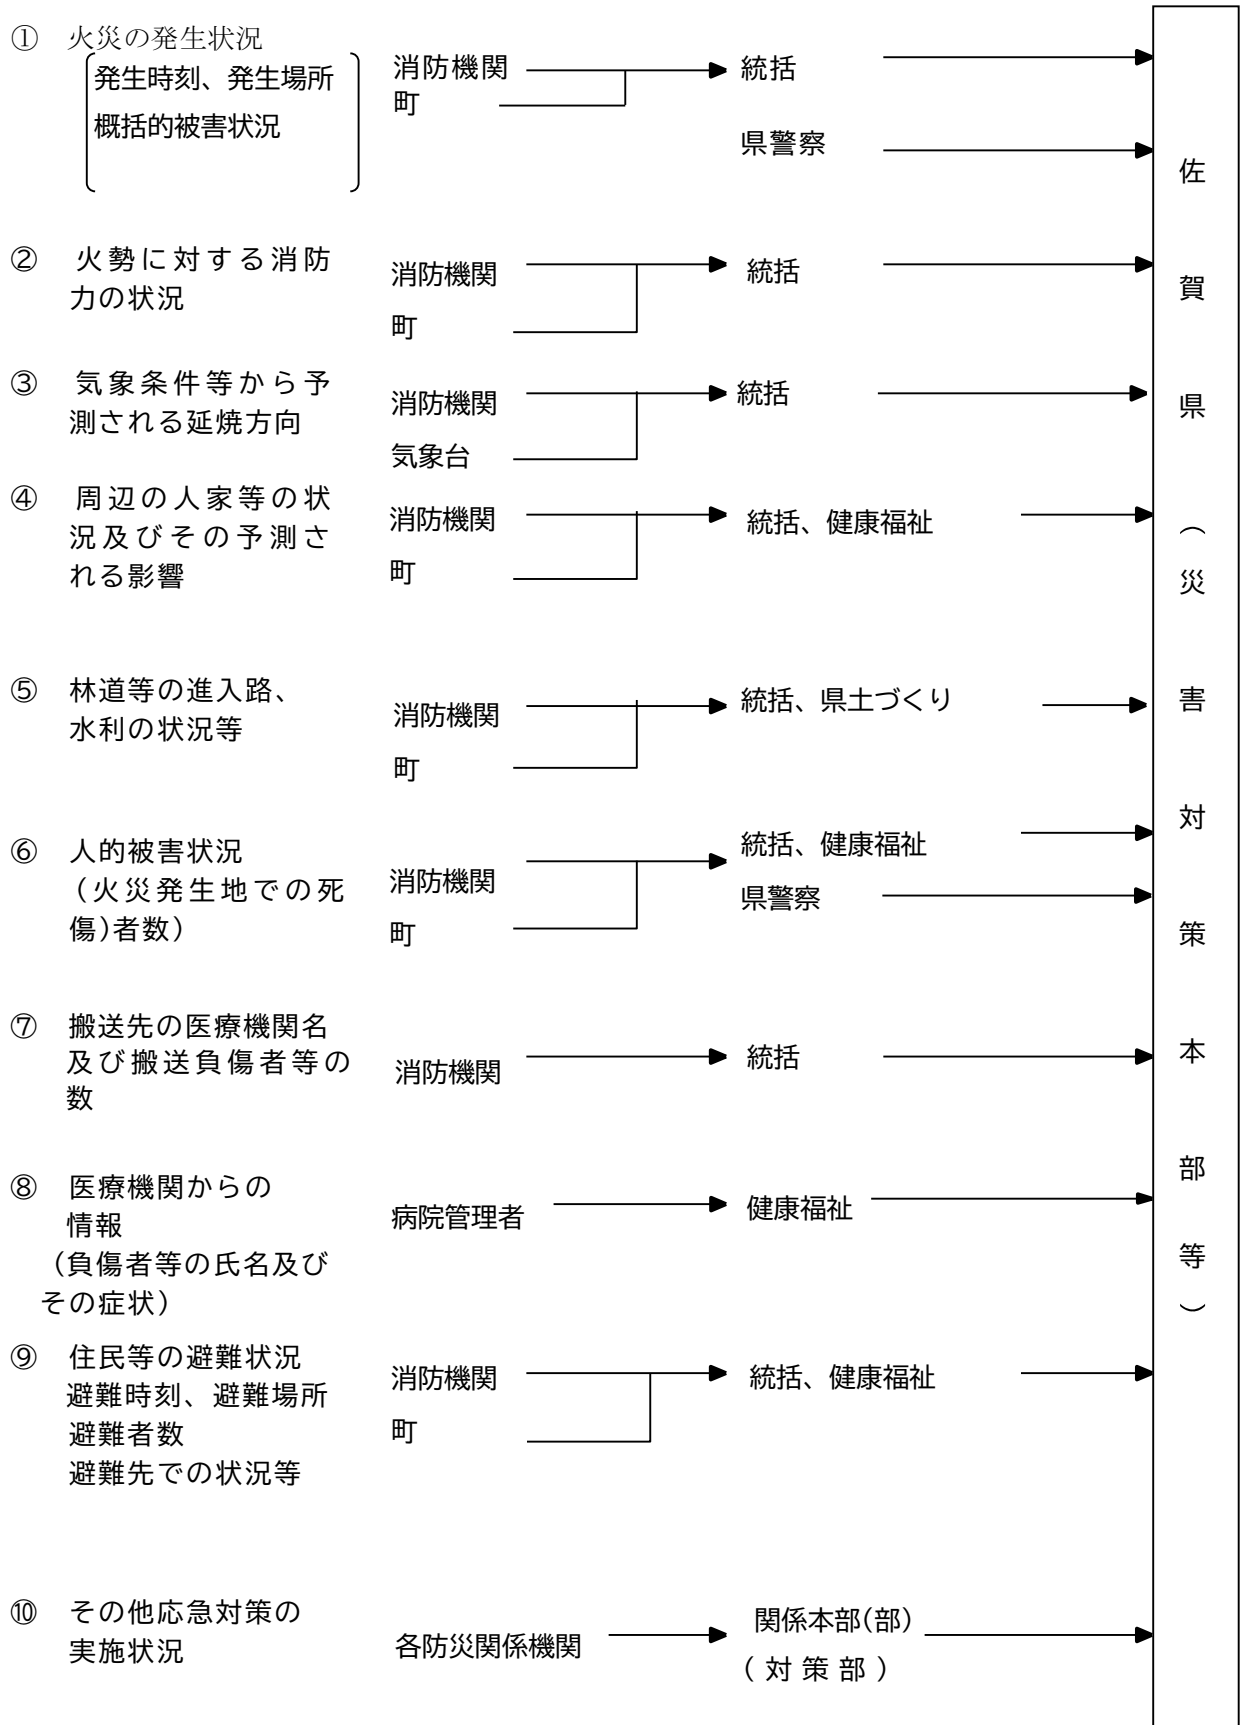 ① 火災の発生状況
発生時刻、発生場所
概括的被害状況
消防機関
町
統括
県警察
② 火勢に対する消防
力の状況
消防機関
町
統括
③ 気象条件等から予
測される延焼方向
消防機関
気象台
統括
④ 周辺の人家等の状
況及びその予測さ
れる影響
消防機関
町
統括、健康福祉
⑤ 林道等の進入路、
水利の状況等
消防機関
町
統括、県土づくり
⑥ 人的被害状況
（火災発生地での死
傷)者数）
消防機関
町
統括、健康福祉
県警察
⑦ 搬送先の医療機関名
及び搬送負傷者等の
数
消防機関
統括
⑧ 医療機関からの
情報
（負傷者等の氏名及び
その症状）
病院管理者
健康福祉
⑨ 住民等の避難状況
避難時刻、避難場所
避難者数
避難先での状況等
消防機関
町
統括、健康福祉
⑩ その他応急対策の
実施状況
各防災関係機関
関係本部(部)
(対策部)
佐賀県（災害対策本部等）